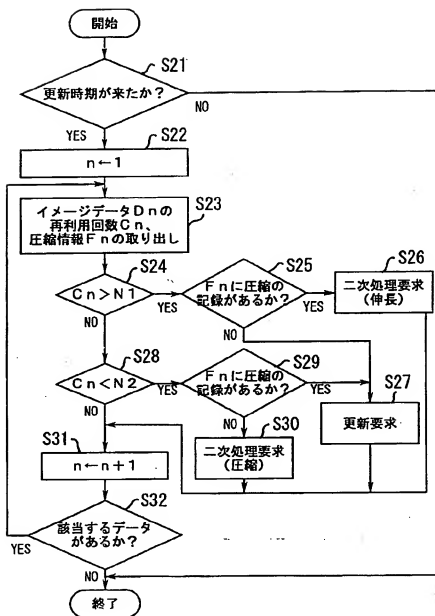 開始
S21
更新時期が来たか?
NO
YES
S22
n←1
S23
イメージデータDnの
再利用回数Cn、
圧縮情報Fnの取り出し
S24
Cn>N1
YES
NO
S25
Fnに圧縮の
記録があるか?
YES
NO
S26
二次処理要求
(伸長)
S28
Cn<N2
YES
NO
S29
Fnに圧縮の
記録があるか?
YES
NO
S27
更新要求
S30
二次処理要求
(圧縮)
S31
n←n+1
S32
該当するデータ
があるか?
YES
NO
終了